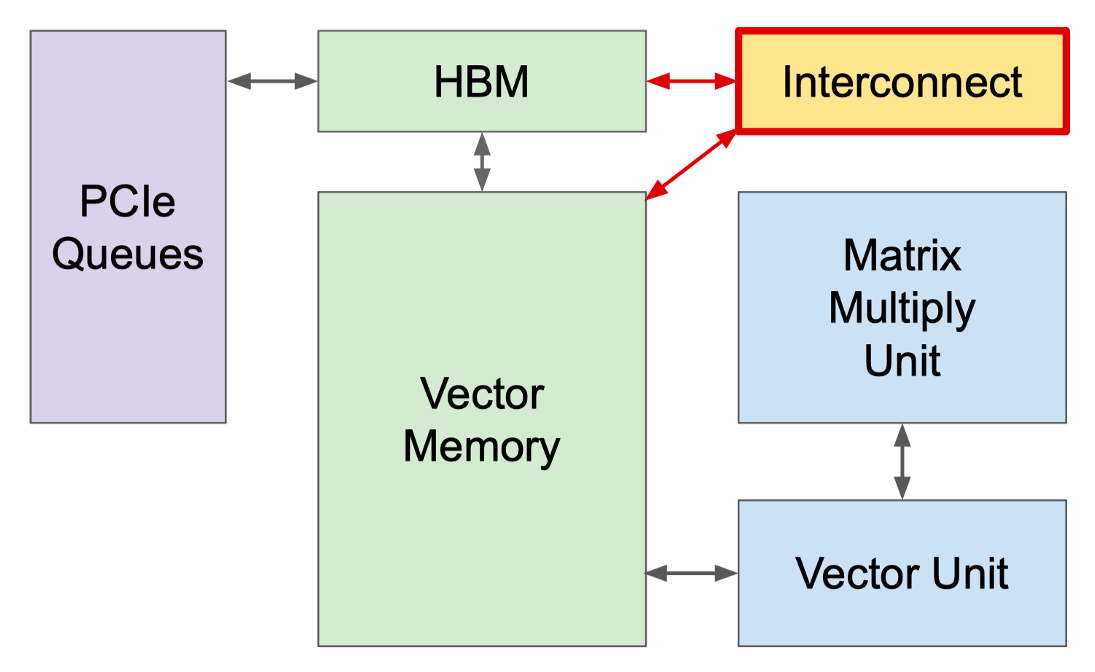 PCIe
Queues
HBM
Interconnect
Vector
Memory
Matrix
Multiply
Unit
Vector Unit